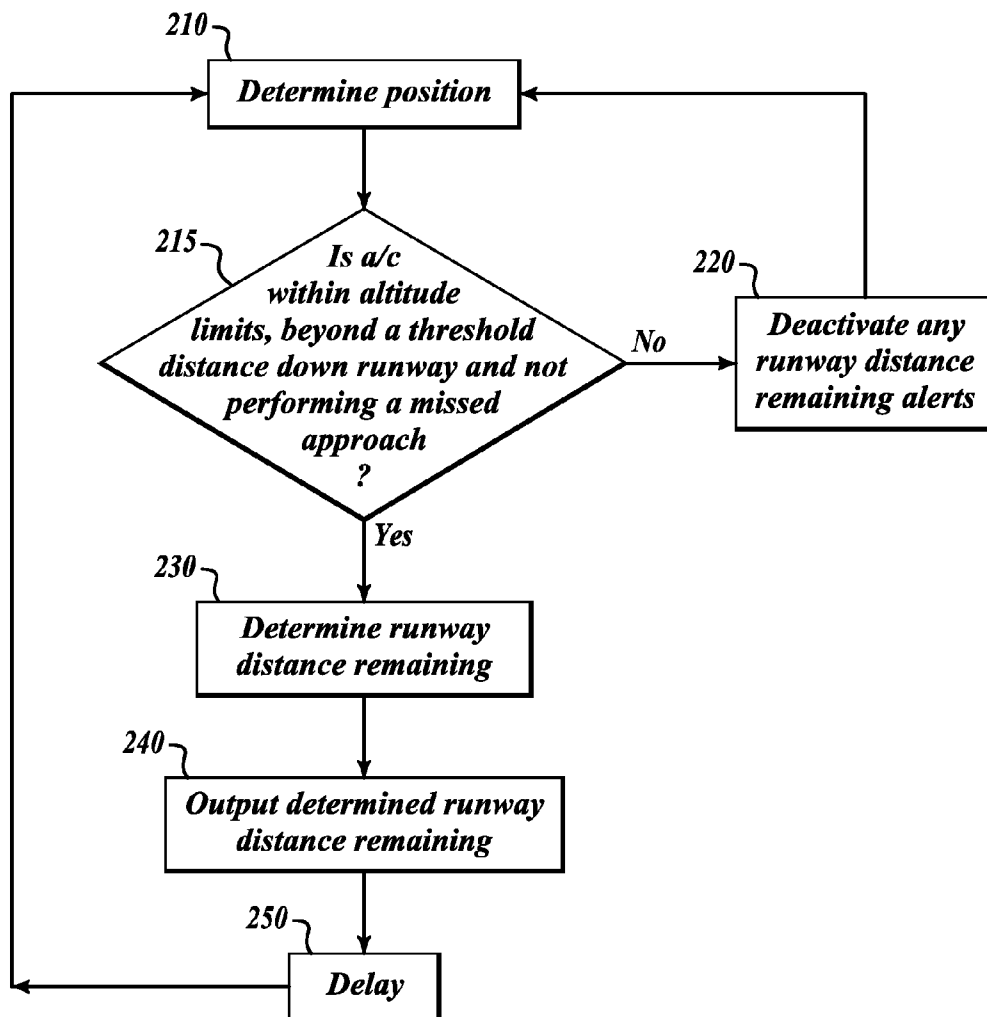 210
Determine position
215
Is a/c
within altitude
limits, beyond a threshold
distance down runway and not
performing a missed
approach
?
No
220
Deactivate any
runway distance
remaining alerts
Yes
230
Determine runway
distance remaining
240
Output determined runway
distance remaining
250
Delay